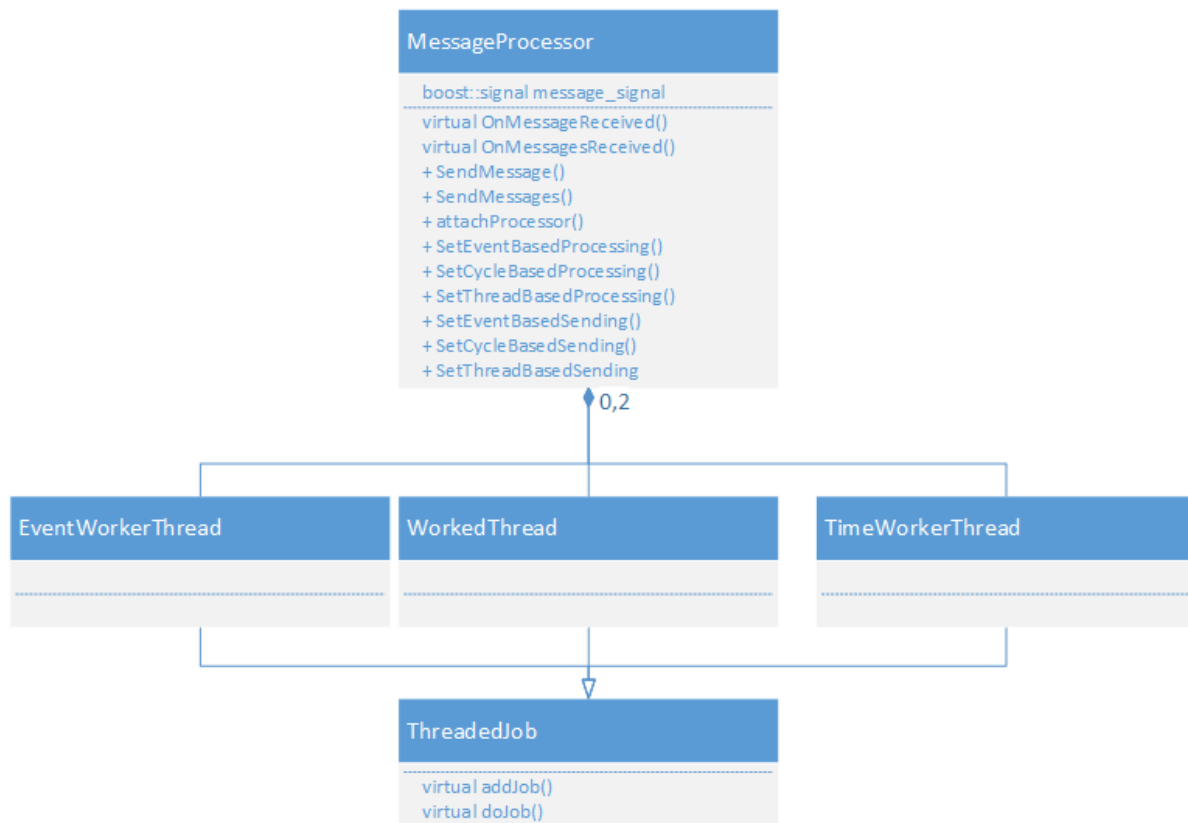 MessageProcessor
boost::signal message_signal
virtual OnMessageReceived()
virtual OnMessagesReceived()
+ SendMessage()
+ SendMessages()
+ attachProcessor()
+ SetEventBasedProcessing()
+ SetCycleBasedProcessing()
+ SetThreadBasedProcessing()
+ SetEventBasedSending()
+ SetCycleBasedSending()
+ SetThreadBasedSending
0,2
EventWorkerThread
WorkedThread
TimeWorkerThread
ThreadedJob
virtual addJob()
virtual doJob()